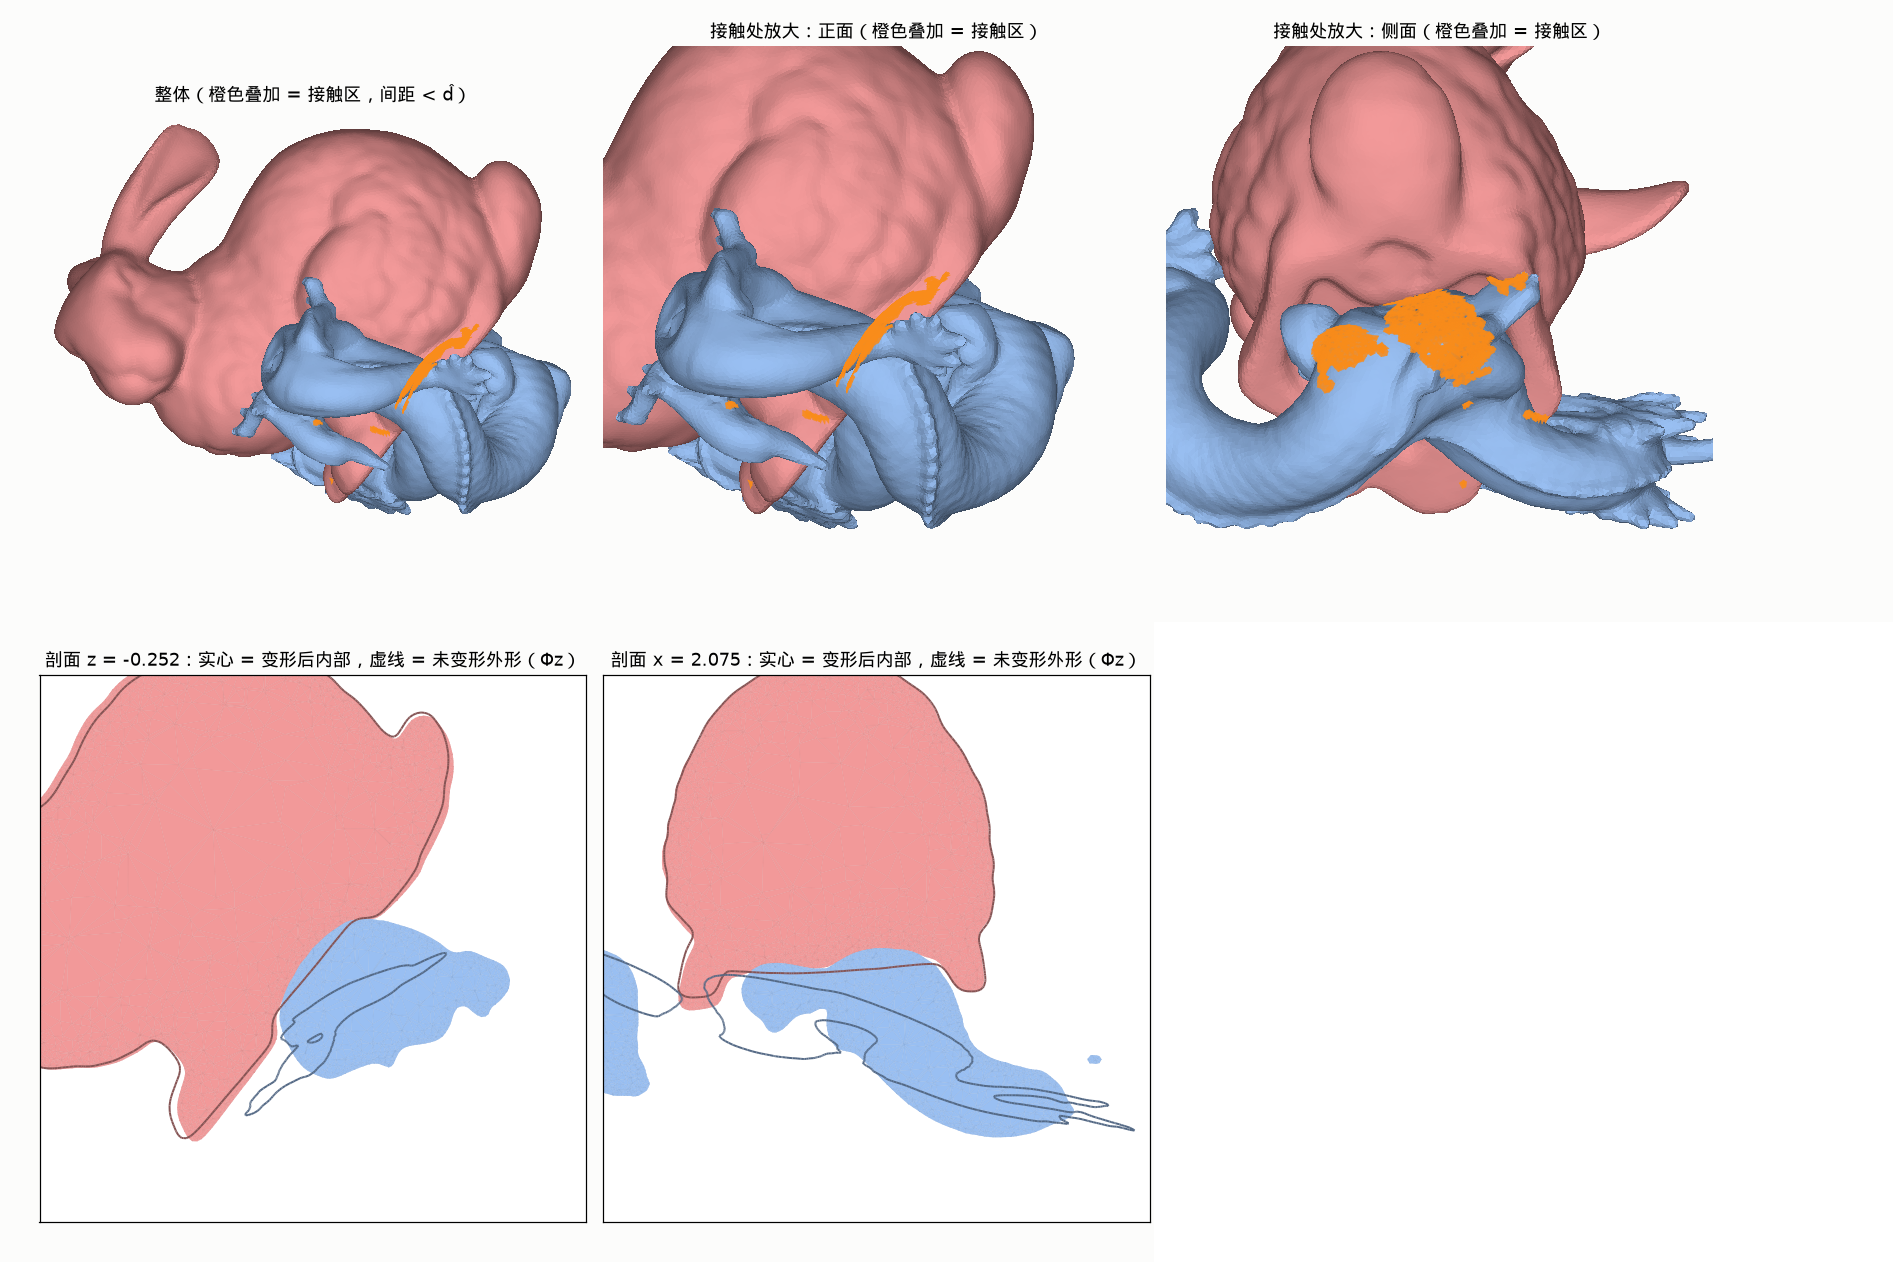 接触处放大：正面（橙色叠加 = 接触区）
接触处放大：侧面（橙色叠加 = 接触区）
整体（橙色叠加 = 接触区，间距 < d̂）
剖面 z = -0.252：实心 = 变形后内部，虚线 = 未变形外形（Φz）
剖面 x = 2.075：实心 = 变形后内部，虚线 = 未变形外形（Φz）